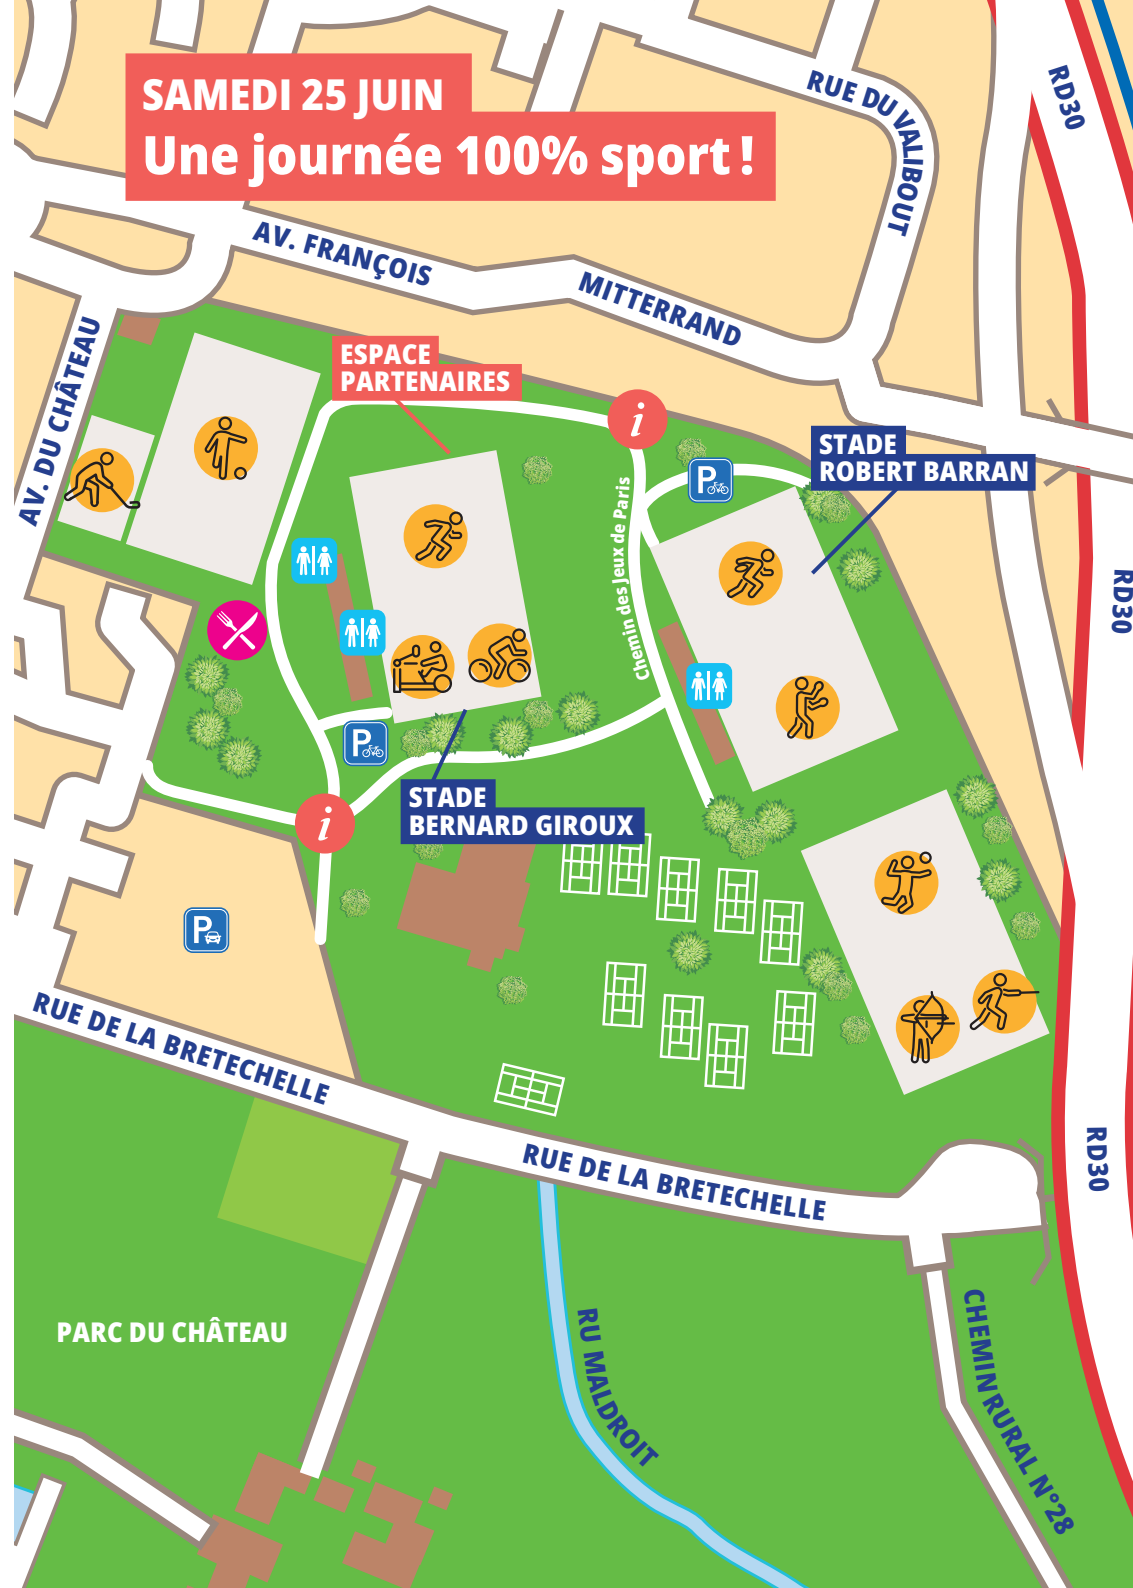 SAMEDI 25 JUIN
Une journée 100% sport !
RUE DU VALIBOUT
RD30
AV. FRANÇOIS
MITTERRAND
AV. DU CHÂTEAU
ESPACE
PARTENAIRES
i
STADE
ROBERT BARRAN
P
Chemin des Jeux de Paris
RD30
P
STADE
BERNARD GIROUX
i
P
RUE DE LA BRETECHELLE
RUE DE LA BRETECHELLE
RD30
PARC DU CHÂTEAU
RU MALDROIT
CHEMIN RURAL N°28